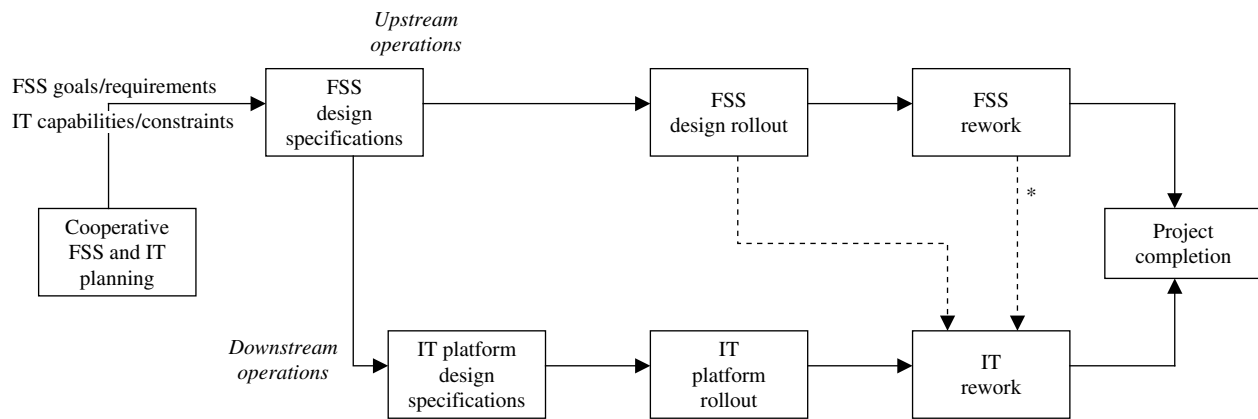 Upstream
operations
FSS goals/requirements
IT capabilities/constraints
FSS
design
specifications
FSS
design rollout
FSS
rework
*
Cooperative
FSS and IT
planning
Project
completion
Downstream
operations
IT platform
design
specifications
IT
platform
rollout
IT
rework